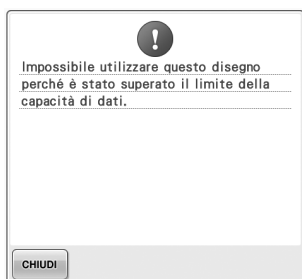 Impossibile utilizzare questo disegno
perché è stato superato il limite della
capacità di dati.
CHIUDI